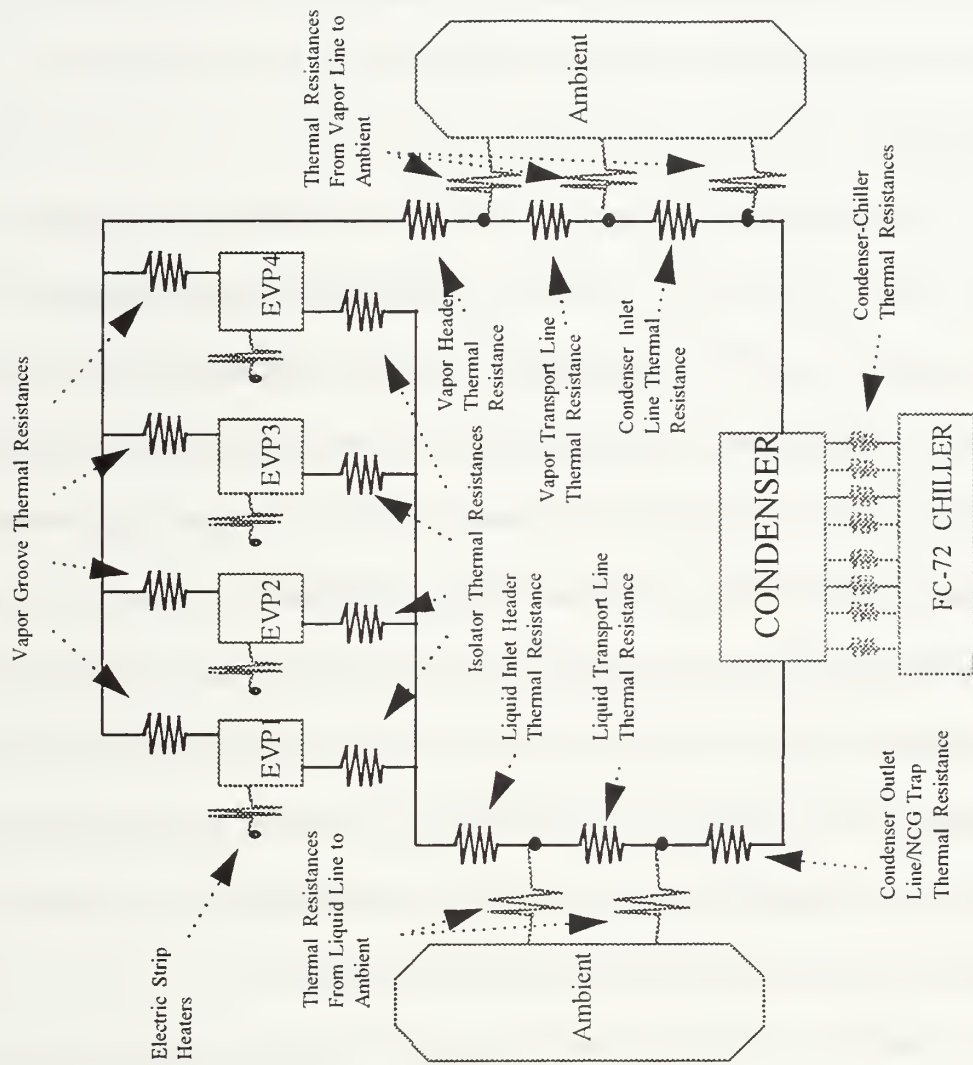 Vapor Groove Thermal Resistances
Electric Strip
Heaters
EVP1
EVP2
EVP3
EVP4
Thermal Resistances
From Liquid Line to
Ambient
Thermal Resistances
From Vapor Line to
Ambient
Isolator Thermal Resistances
Vapor Header
Thermal
Resistance
Liquid Inlet Header
Thermal Resistance
Vapor Transport Line
Thermal Resistance
Ambient
Ambient
Liquid Transport Line
Thermal Resistance
Condenser Inlet
Line Thermal
Resistance
CONDENSER
Condenser-Chiller
Thermal Resistances
Condenser Outlet
Line/NCG Trap
Thermal Resistance
FC-72 CHILLER